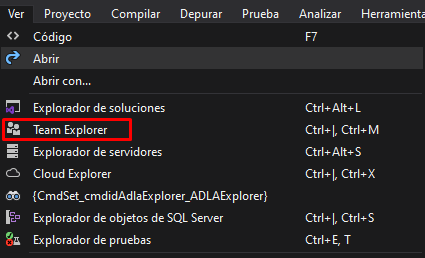 Ver Proyecto Compilar Depurar Prueba Analizar Herramienta
Código F7
Abrir
Abrir con...
Explorador de soluciones Ctrl+Alt+L
Team Explorer Ctrl+|, Ctrl+M
Explorador de servidores Ctrl+Alt+S
Cloud Explorer Ctrl+|, Ctrl+X
{CmdSet_cmdidAdlaExplorer_ADLAExplorer}
Explorador de objetos de SQL Server Ctrl+|, Ctrl+S
Explorador de pruebas Ctrl+E, T